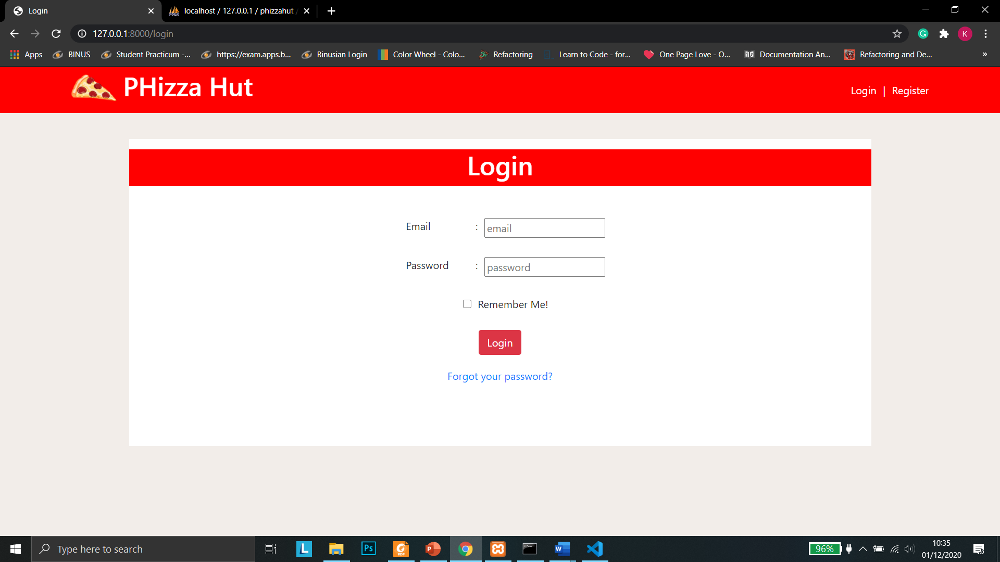 Login
localhost / 127.0.0.1 / phizzahut /
127.0.0.1:8000/login
K
Apps
BINUS
Student Practicum -...
https://exam.apps.b...
Binusian Login
Color Wheel - Colo...
Refactoring
Learn to Code - for...
One Page Love - O...
Documentation An...
Refactoring and De...
»
PHizza Hut
Login | Register
Login
Email : email
Password : password
Remember Me!
Login
Forgot your password?
Type here to search
L
Ps
PDF
P
W
96%
10:35
01/12/2020